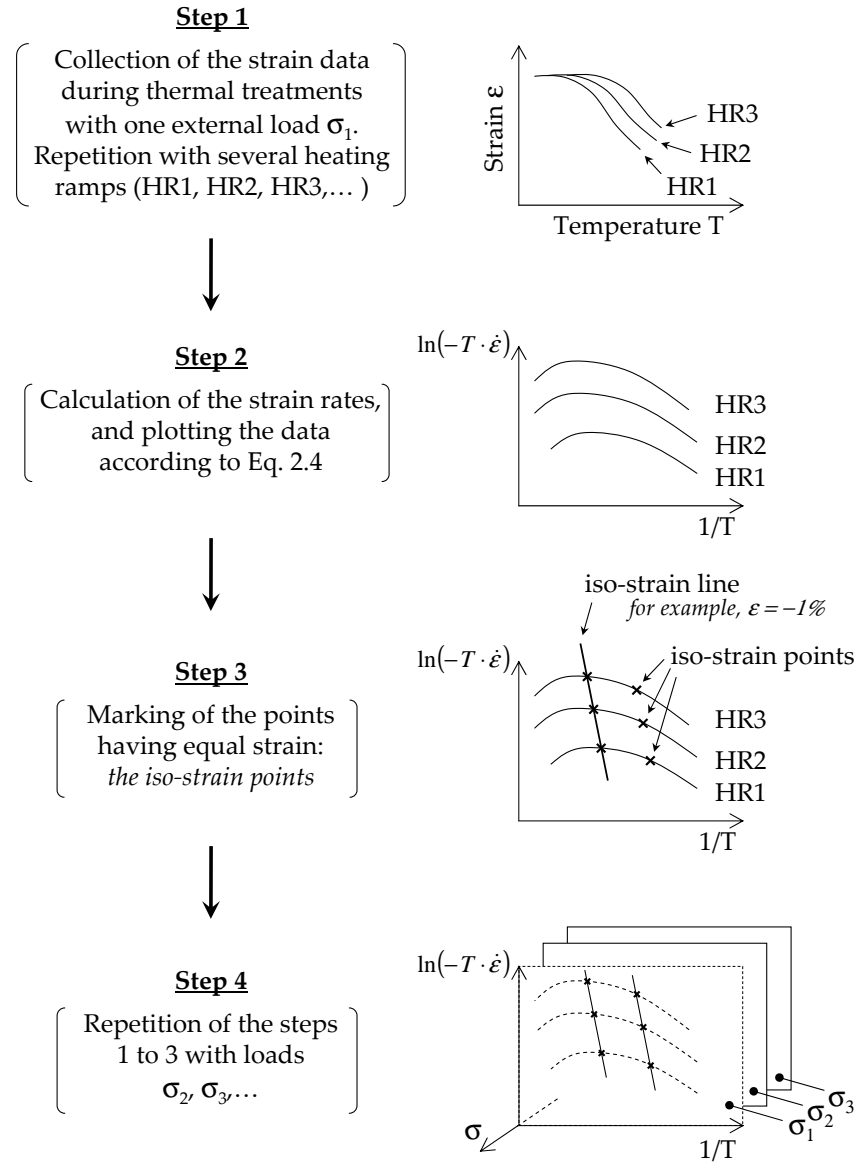 Step 1
Collection of the strain data
during thermal treatments
with one external load σ₁.
Repetition with several heating
ramps (HR1, HR2, HR3,… )
Strain ε
HR3
HR2
HR1
Temperature T
Step 2
Calculation of the strain rates,
and plotting the data
according to Eq. 2.4
ln(−T · ε̇)
HR3
HR2
HR1
1/T
Step 3
Marking of the points
having equal strain:
the iso-strain points
iso-strain line
for example, ε = −1%
ln(−T · ε̇)
iso-strain points
HR3
HR2
HR1
1/T
Step 4
Repetition of the steps
1 to 3 with loads
σ₂, σ₃,…
ln(−T · ε̇)
σ
1/T
σ₁
σ₂
σ₃